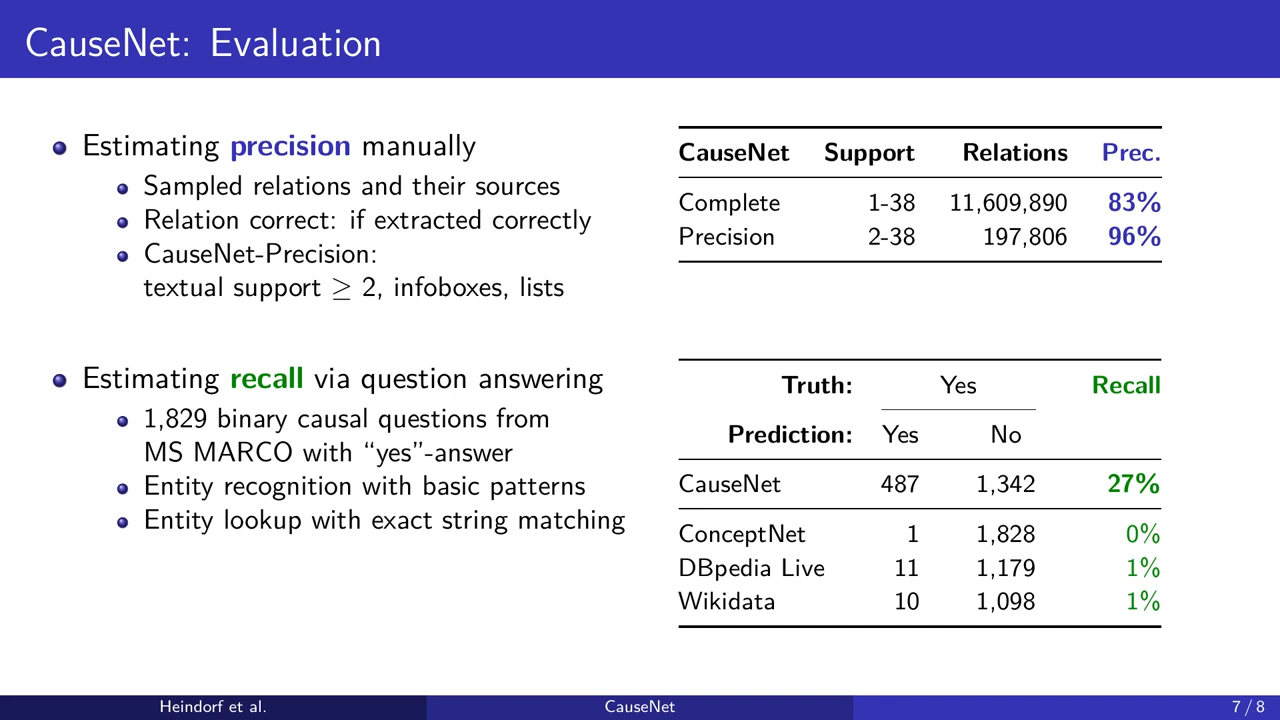 CauseNet: Evaluation
Estimating precision manually
Sampled relations and their sources
Relation correct: if extracted correctly
CauseNet-Precision:
textual support ≥ 2, infoboxes, lists
CauseNet Support Relations Prec.
Complete 1-38 11,609,890 83%
Precision 2-38 197,806 96%
Estimating recall via question answering
1,829 binary causal questions from
MS MARCO with “yes”-answer
Entity recognition with basic patterns
Entity lookup with exact string matching
Truth: Yes Recall
Prediction: Yes No
CauseNet 487 1,342 27%
ConceptNet 1 1,828 0%
DBpedia Live 11 1,179 1%
Wikidata 10 1,098 1%
Heindorf et al. CauseNet 7 / 8